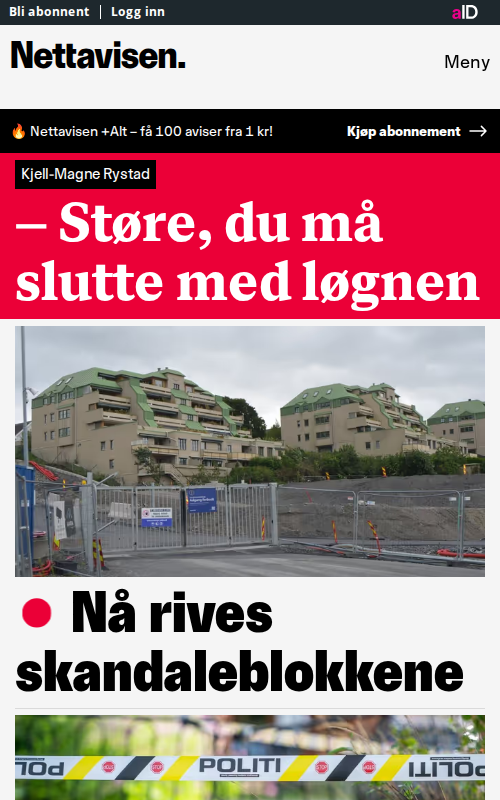 Bli abonnent
Logg inn
aID
Nettavisen.
Meny
🔥 Nettavisen +Alt – få 100 aviser fra 1 kr!
Kjøp abonnement →
Kjell-Magne Rystad
– Støre, du må
slutte med løgnen
Nå rives
skandaleblokkene
POLITI
POLITI
POLITI